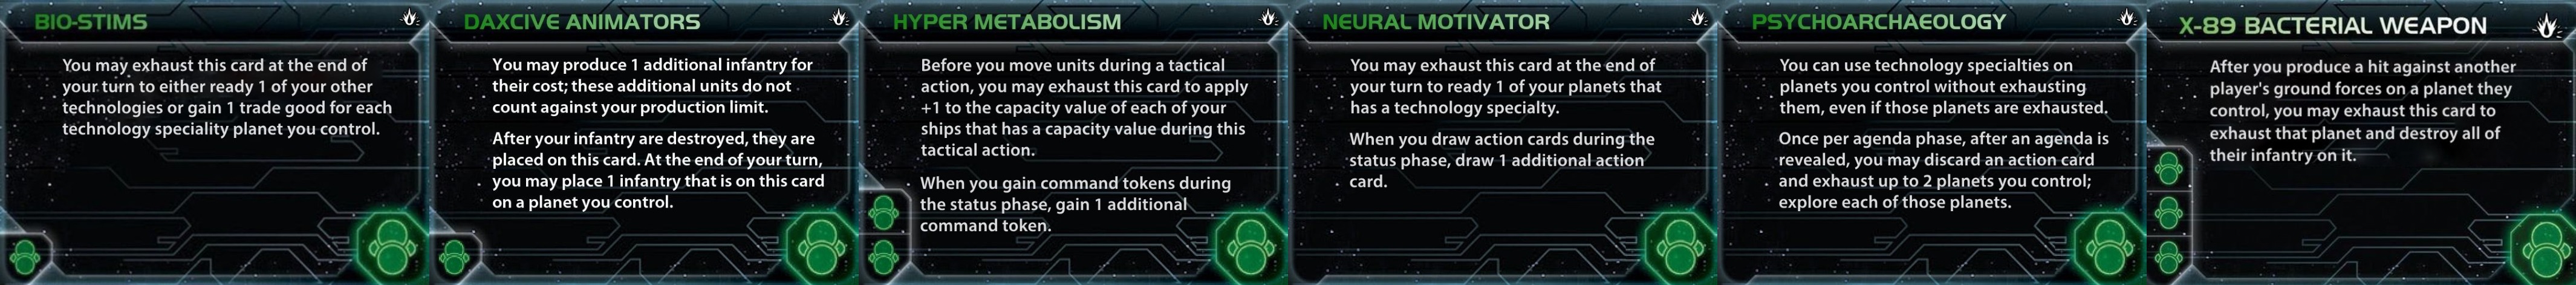 BIO-STIMS
You may exhaust this card at the end of
your turn to either ready 1 of your other
technologies or gain 1 trade good for each
technology speciality planet you control.
DAXCIVE ANIMATORS
You may produce 1 additional infantry for
their cost; these additional units do not
count against your production limit.
After your infantry are destroyed, they are
placed on this card. At the end of your turn,
you may place 1 infantry that is on this card
on a planet you control.
HYPER METABOLISM
Before you move units during a tactical
action, you may exhaust this card to apply
+1 to the capacity value of each of your
ships that has a capacity value during this
tactical action.
When you gain command tokens during
the status phase, gain 1 additional
command token.
NEURAL MOTIVATOR
You may exhaust this card at the end of
your turn to ready 1 of your planets that
has a technology specialty.
When you draw action cards during the
status phase, draw 1 additional action
card.
PSYCHOARCHAEOLOGY
You can use technology specialties on
planets you control without exhausting
them, even if those planets are exhausted.
Once per agenda phase, after an agenda is
revealed, you may discard an action card
and exhaust up to 2 planets you control;
explore each of those planets.
X-89 BACTERIAL WEAPON
After you produce a hit against another
player's ground forces on a planet they
control, you may exhaust this card to
exhaust that planet and destroy all of
their infantry on it.